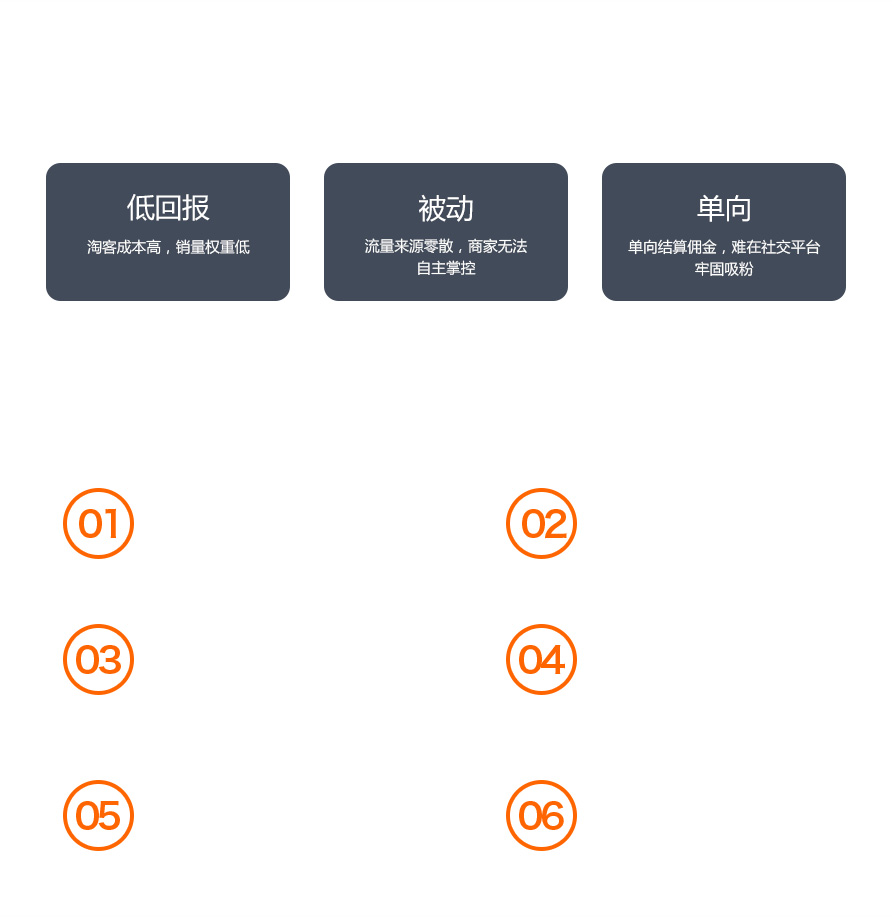 低回报
淘客成本高，销量权重低
被动
流量来源零散，商家无法
自主掌控
单向
单向结算佣金，难在社交平台
牢固吸粉
01
02
03
04
05
06